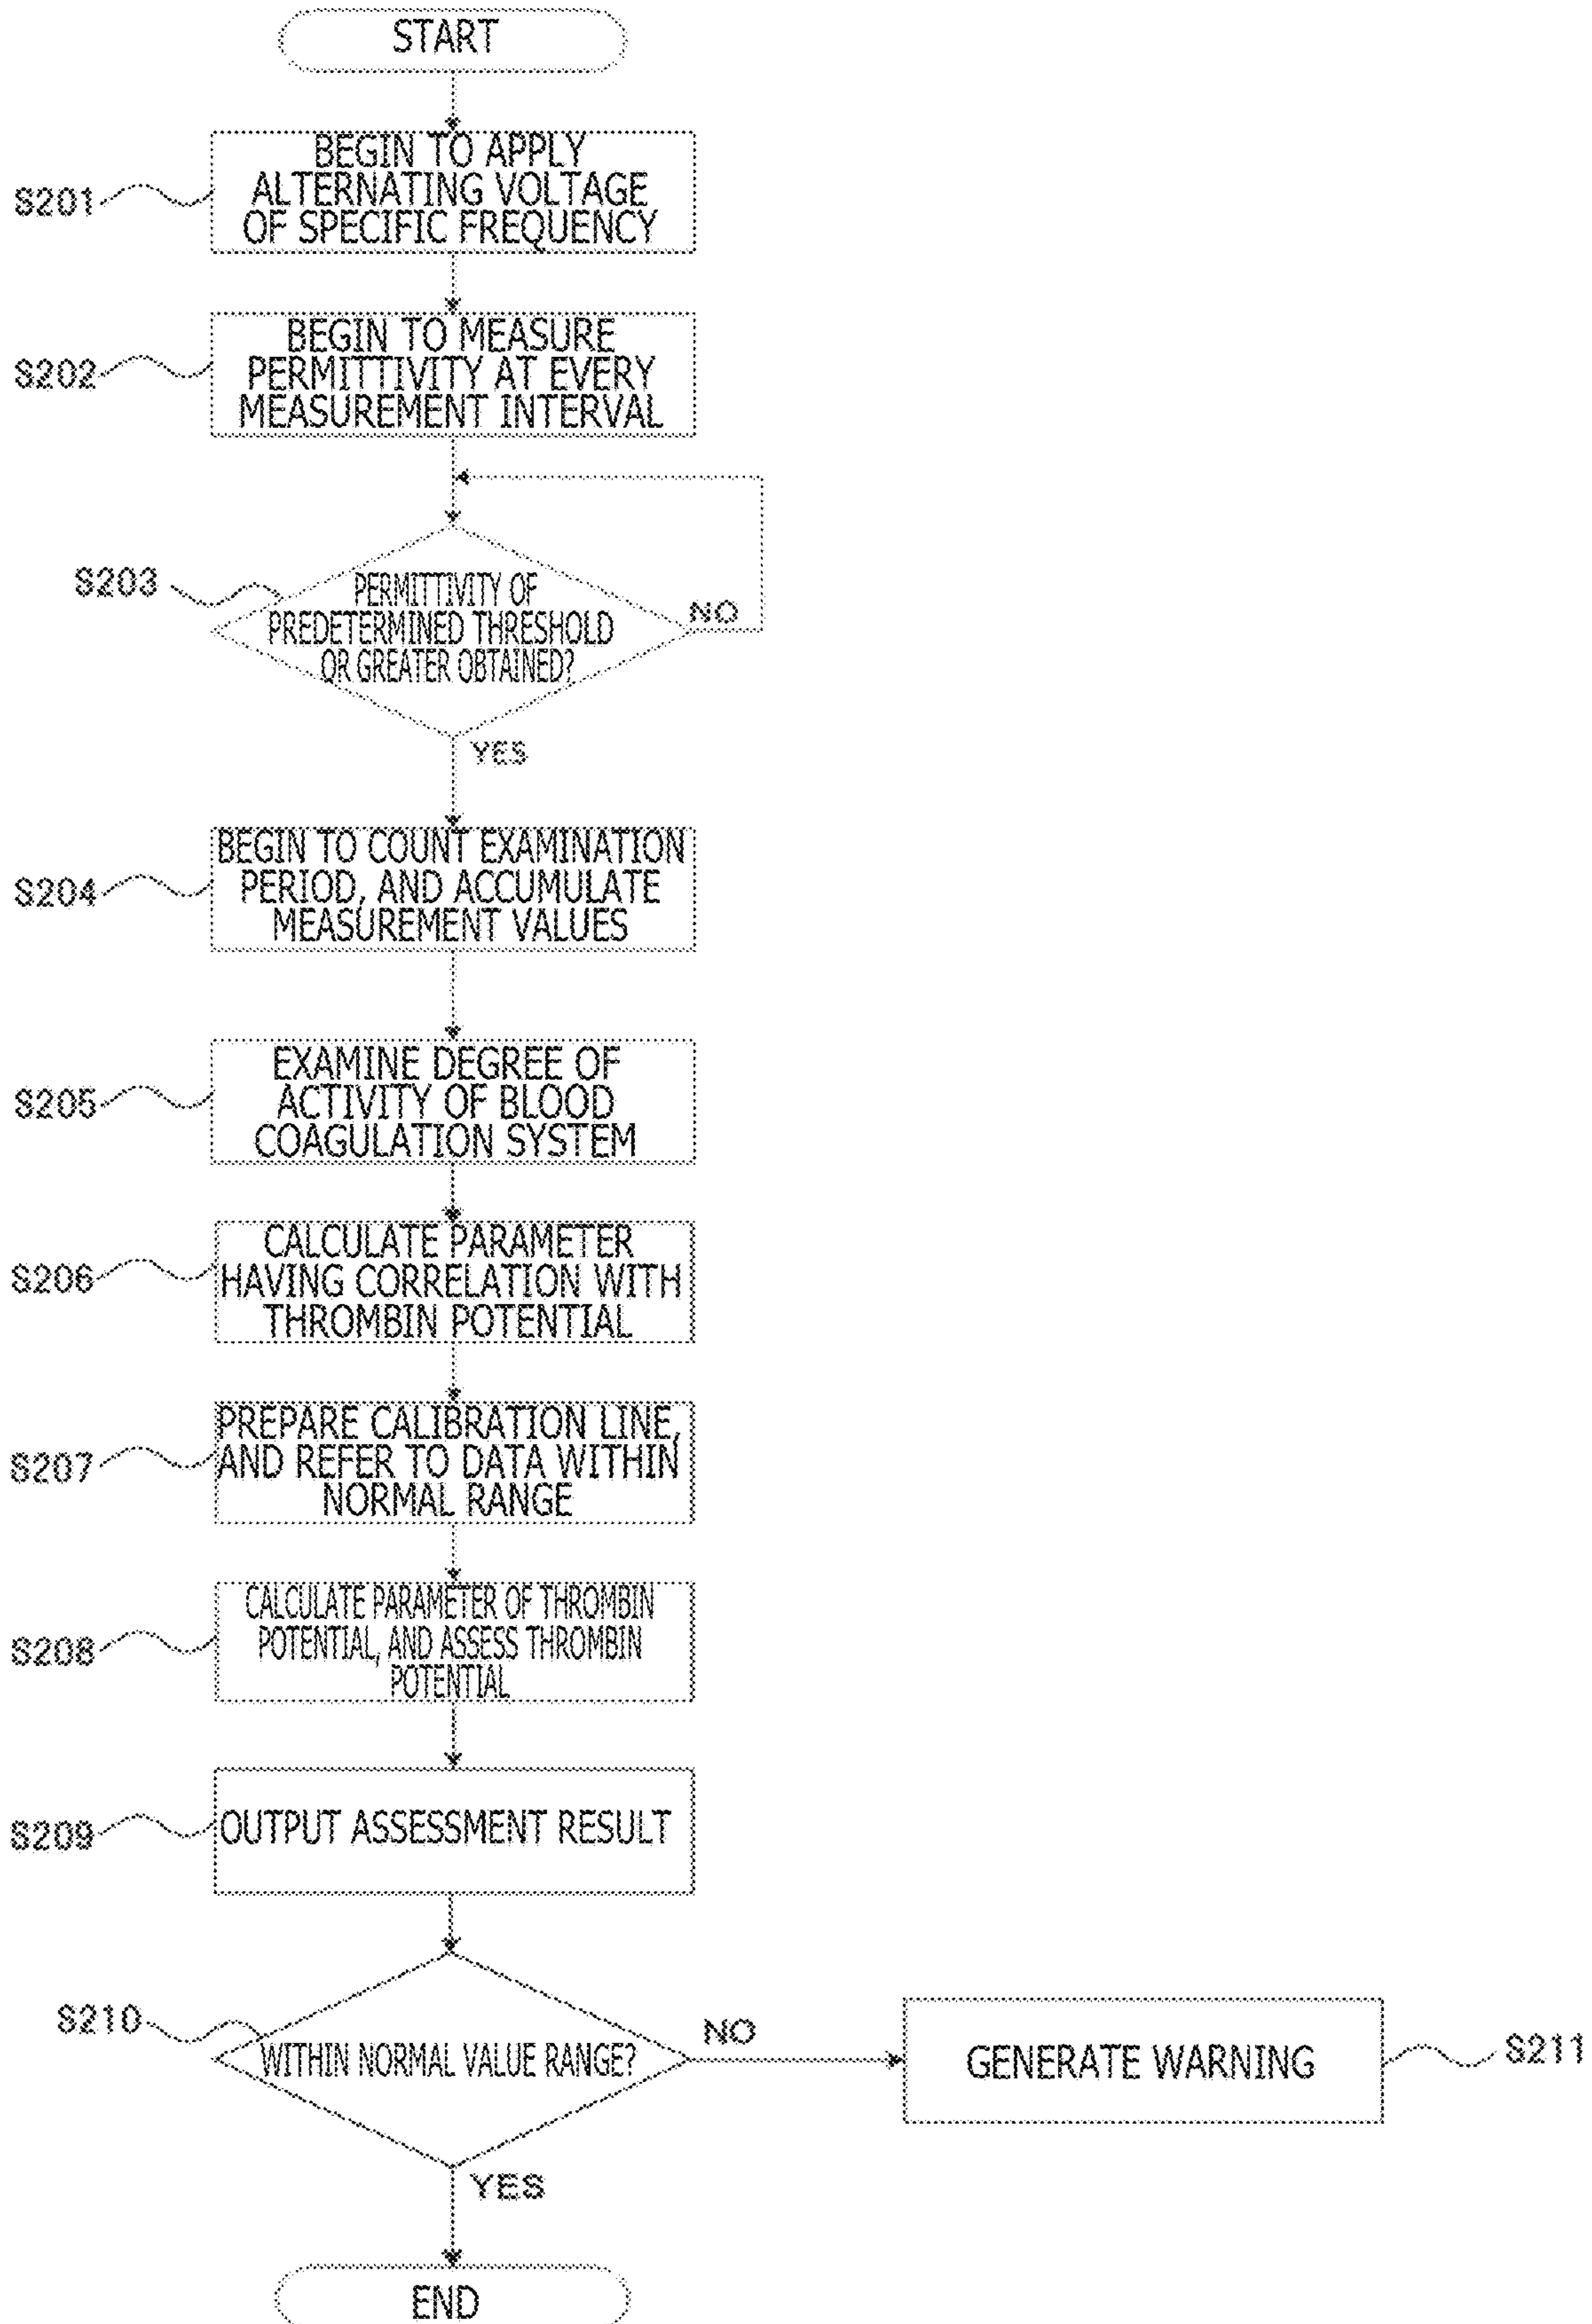 START
S201
BEGIN TO APPLY
ALTERNATING VOLTAGE
OF SPECIFIC FREQUENCY
S202
BEGIN TO MEASURE
PERMITTIVITY AT EVERY
MEASUREMENT INTERVAL
S203
PERMITTIVITY OF
PREDETERMINED THRESHOLD
OR GREATER OBTAINED?
NO
YES
S204
BEGIN TO COUNT EXAMINATION
PERIOD, AND ACCUMULATE
MEASUREMENT VALUES
S205
EXAMINE DEGREE OF
ACTIVITY OF BLOOD
COAGULATION SYSTEM
S206
CALCULATE PARAMETER
HAVING CORRELATION WITH
THROMBIN POTENTIAL
S207
PREPARE CALIBRATION LINE,
AND REFER TO DATA WITHIN
NORMAL RANGE
S208
CALCULATE PARAMETER OF THROMBIN
POTENTIAL, AND ASSESS THROMBIN
POTENTIAL
S209
OUTPUT ASSESSMENT RESULT
S210
WITHIN NORMAL VALUE RANGE?
NO
GENERATE WARNING
S211
YES
END